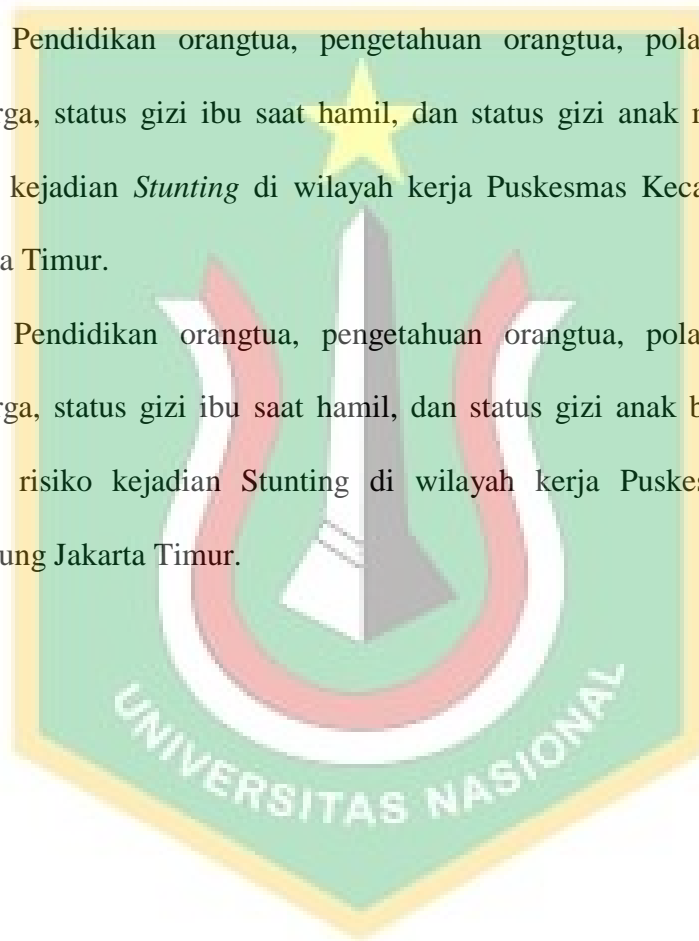 Pendidikan orangtua, pengetahuan orangtua, pola
rga, status gizi ibu saat hamil, dan status gizi anak
kejadian Stunting di wilayah kerja Puskesmas Keca
a Timur.
Pendidikan orangtua, pengetahuan orangtua, pola
rga, status gizi ibu saat hamil, dan status gizi anak b
risiko kejadian Stunting di wilayah kerja Puskes
ung Jakarta Timur.
UNIVERSITAS NASIONAL